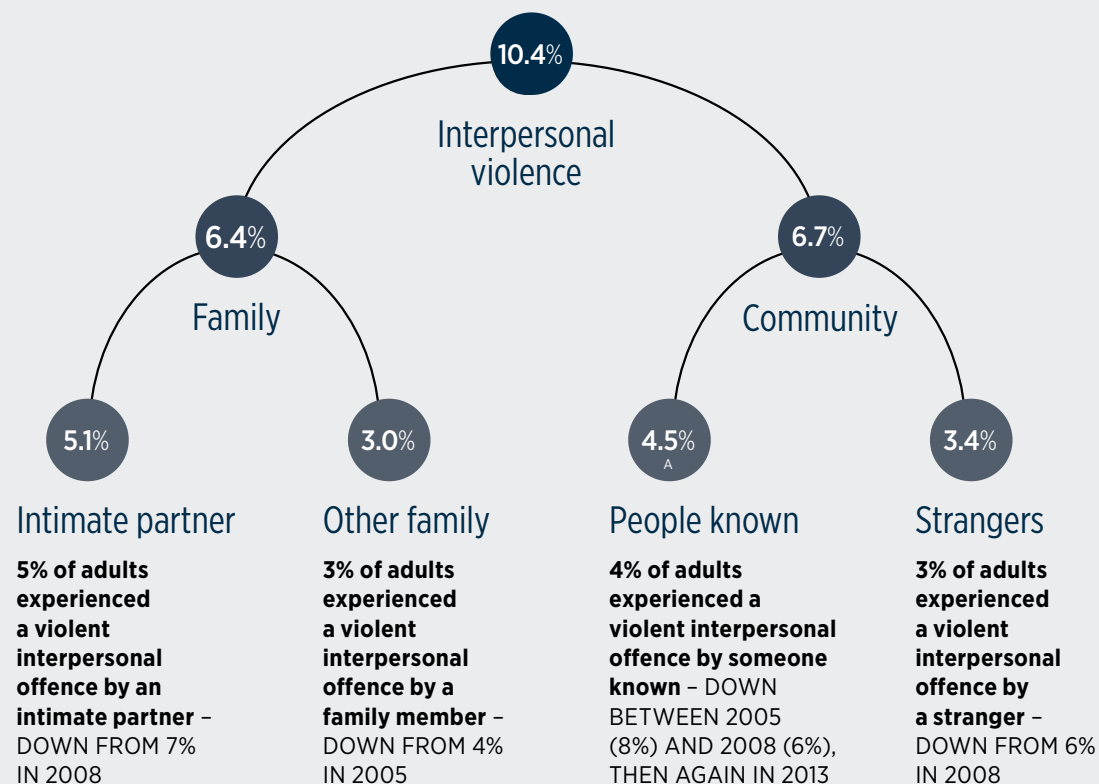 10.4%
Interpersonal
violence
6.4%
Family
6.7%
Community
5.1%
3.0%
4.5%
A
3.4%
Intimate partner
5% of adults
experienced
a violent
interpersonal
offence by an
intimate partner –
DOWN FROM 7%
IN 2008
Other family
3% of adults
experienced
a violent
interpersonal
offence by a
family member –
DOWN FROM 4%
IN 2005
People known
4% of adults
experienced a
violent interpersonal
offence by someone
known – DOWN
BETWEEN 2005
(8%) AND 2008 (6%),
THEN AGAIN IN 2013
Strangers
3% of adults
experienced
a violent
interpersonal
offence by
a stranger –
DOWN FROM 6%
IN 2008